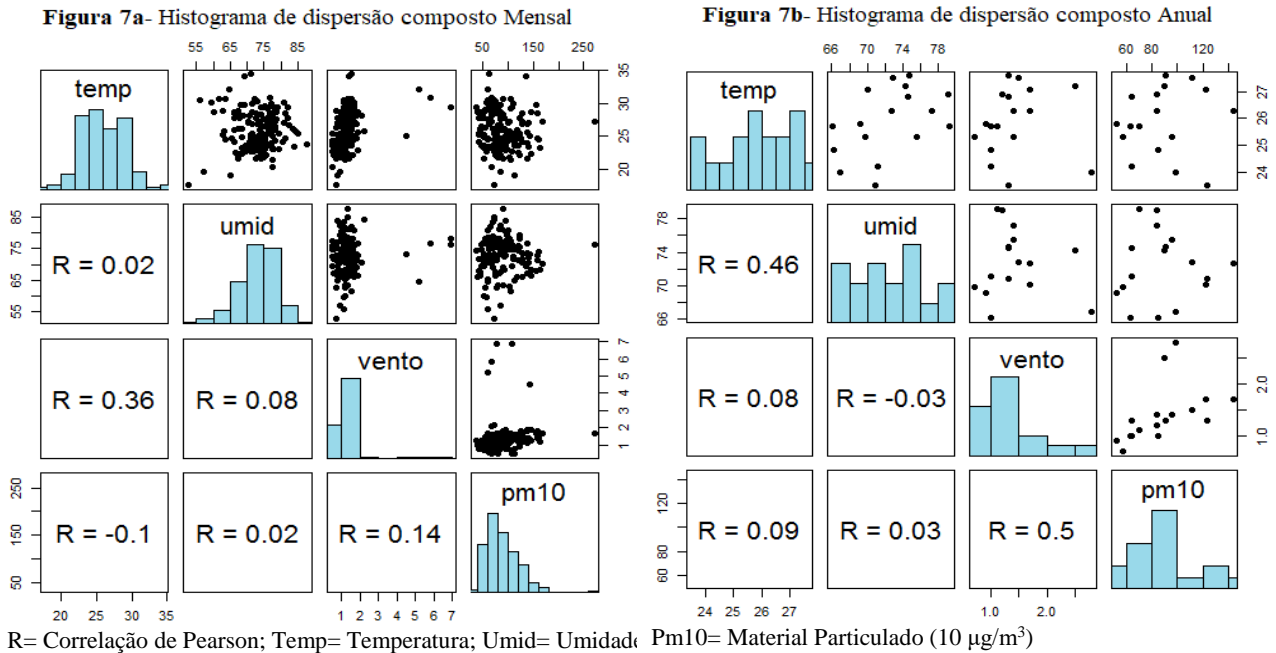 Figura 7a- Histograma de dispersão composto Mensal
55 65 75 85
50 150 250
temp
20 25 30 35
55 65 75 85
R = 0.02
umid
R = 0.36
R = 0.08
vento
1 2 3 4 5 6 7
50 150 250
R = -0.1
R = 0.02
R = 0.14
pm10
20 25 30 35
1 2 3 4 5 6 7
R= Correlação de Pearson; Temp= Temperatura; Umid= Umidade
Figura 7b- Histograma de dispersão composto Anual
66 70 74 78
60 80 120
temp
24 25 26 27
66 70 74 78
R = 0.46
umid
R = 0.08
R = -0.03
vento
1.0 2.0
60 80 120
R = 0.09
R = 0.03
R = 0.5
pm10
24 25 26 27
1.0 2.0
Pm10= Material Particulado (10 µg/m³)